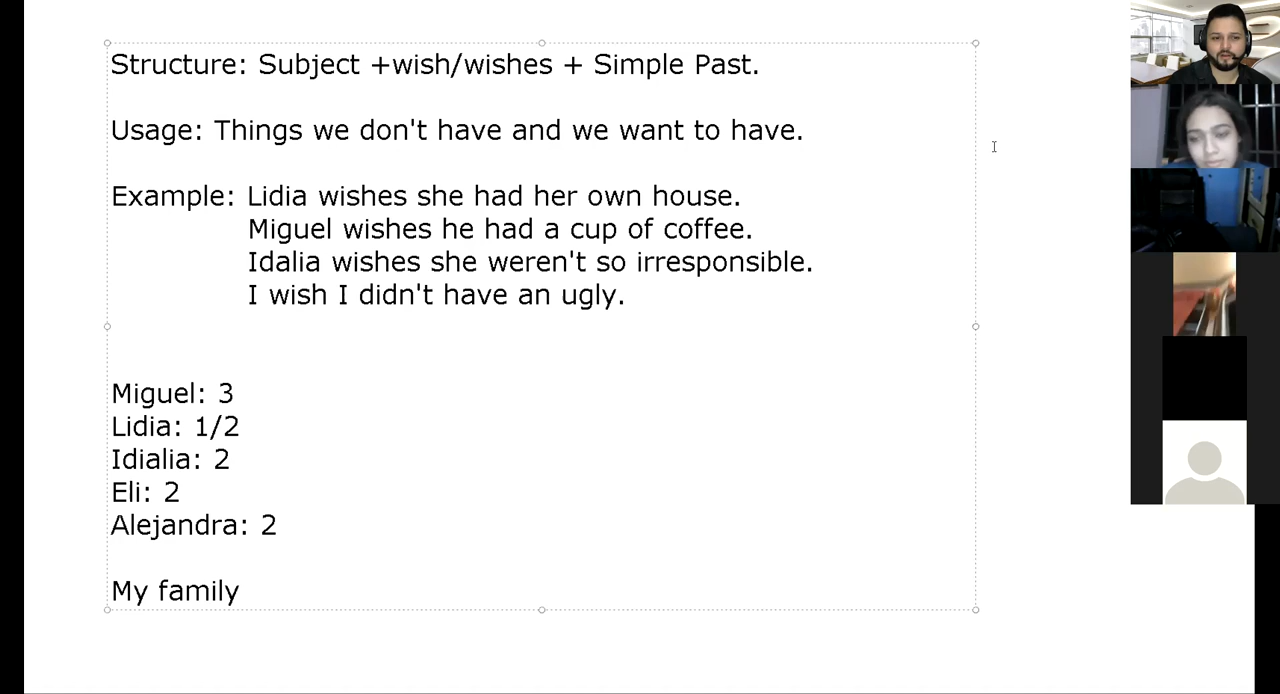 Structure: Subject +wish/wishes + Simple Past.
Usage: Things we don't have and we want to have.
Example: Lidia wishes she had her own house.
Miguel wishes he had a cup of coffee.
Idalia wishes she weren't so irresponsible.
I wish I didn't have an ugly.
Miguel: 3
Lidia: 1/2
Idialia: 2
Eli: 2
Alejandra: 2
My family